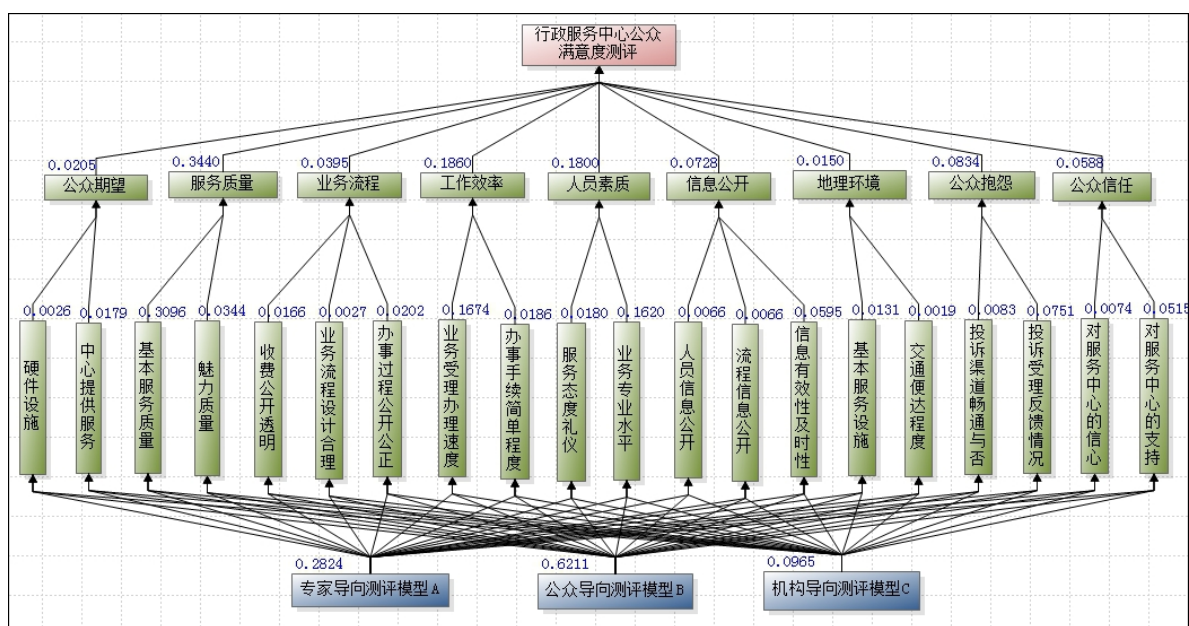 行政服务中心公众
满意度测评
0.0205
0.3440
0.0395
0.1860
0.1800
0.0728
0.0150
0.0834
0.0588
公众期望
服务质量
业务流程
工作效率
人员素质
信息公开
地理环境
公众抱怨
公众信任
0.0026
0.0179
0.3096
0.0344
0.0166
0.0027
0.0202
0.1674
0.0186
0.0180
0.1620
0.0066
0.0066
0.0595
0.0131
0.0019
0.0083
0.0751
0.0074
0.0515
硬件设施
中心提供服务
基本服务质量
魅力质量
收费公开透明
业务流程设计合理
办事过程公开公正
业务受理办理速度
办事手续简单程度
服务态度礼仪
业务专业水平
人员信息公开
流程信息公开
信息有效性及时性
基本服务设施
交通便达程度
投诉渠道畅通与否
投诉受理反馈情况
对服务中心的信心
对服务中心的支持
0.2824
0.6211
0.0965
专家导向测评模型A
公众导向测评模型B
机构导向测评模型C